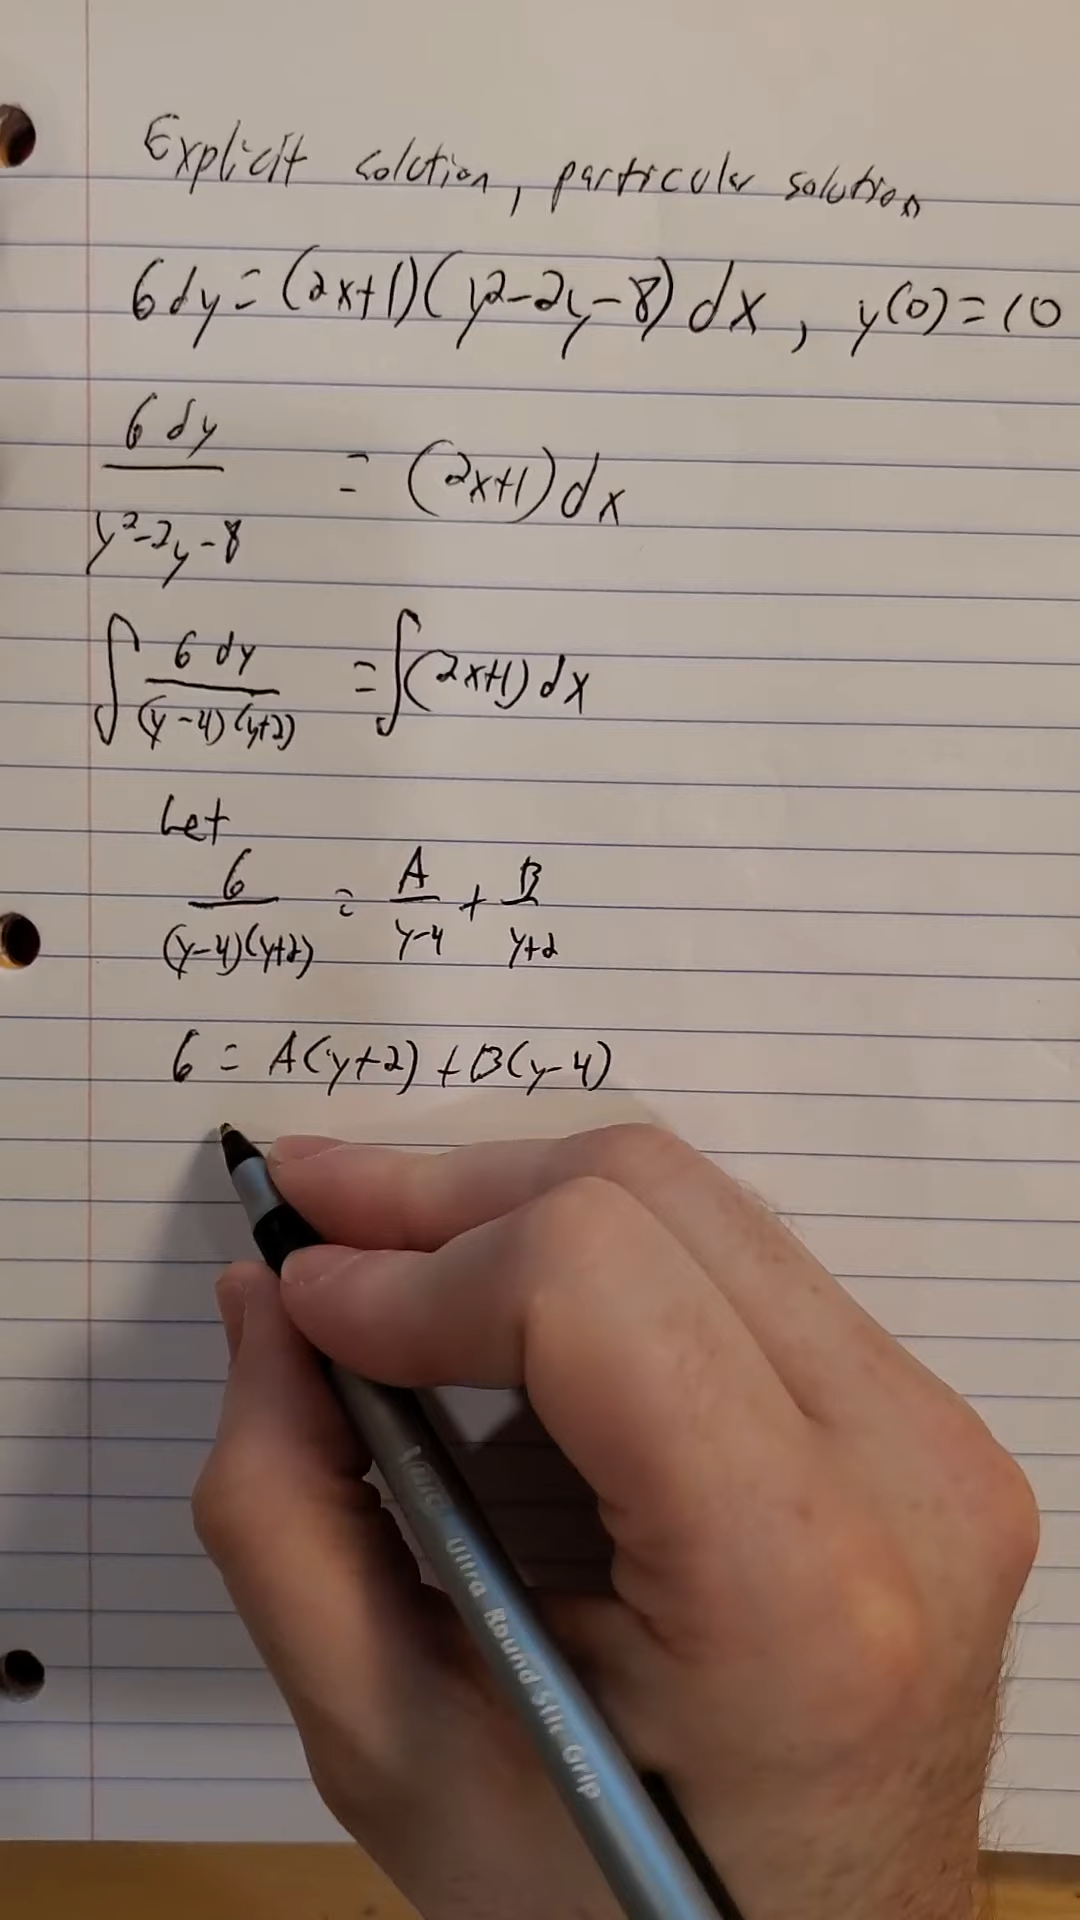 Explicit solution, particular solution
6 dy = (2x+1)(y²-2y-8) dx, y(0)=10
6 dy / y²-2y-8 = (2x+1) dx
∫ 6 dy / (y-4)(y+2) = ∫(2x+1) dx
Let
6 / (y-4)(y+2) = A / y-4 + B / y+2
6 = A(y+2) + B(y-4)
Ultra Round Stic Grip